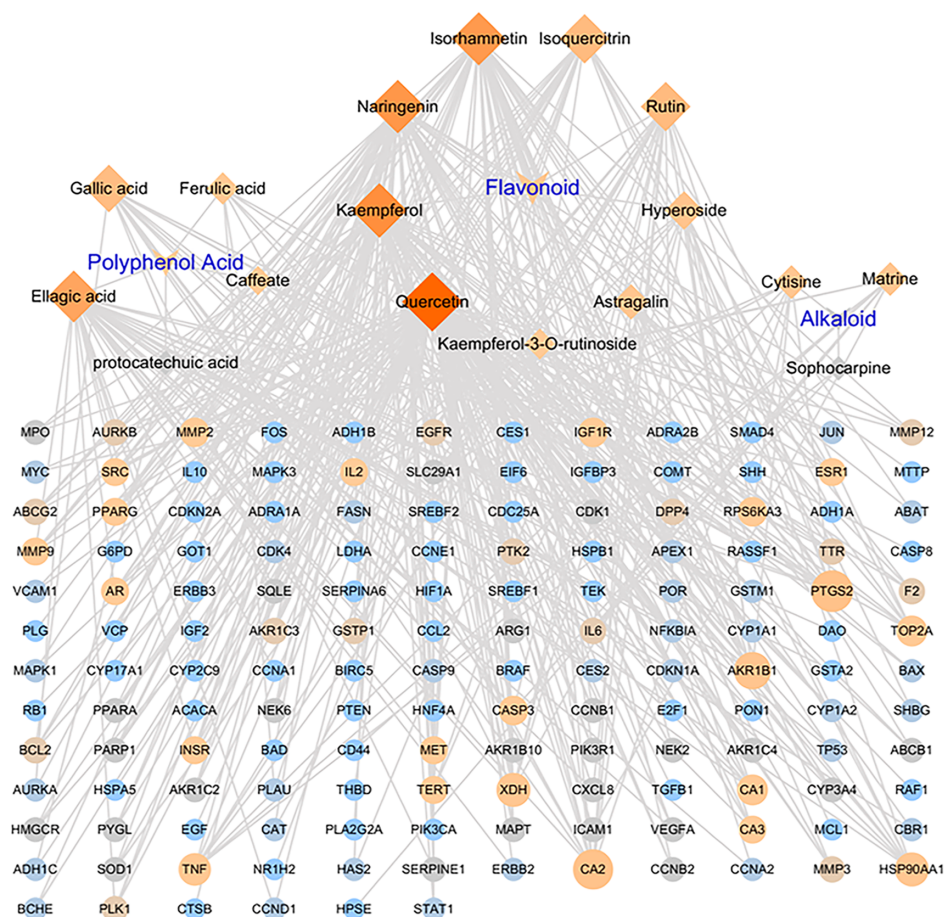 Isorhamnetin Isoquercitrin
Naringenin Rutin
Gallic acid Ferulic acid Flavonoid
Kaempferol Hyperoside
Polyphenol Acid
Caffeate Cytisine Matrine
Ellagic acid Quercetin Astragalin
Alkaloid
Kaempferol-3-O-rutinoside
protocatechuic acid Sophocarpine
MPO AURKB MMP2 FOS ADH1B EGFR CES1 IGF1R ADRA2B SMAD4 JUN MMP12
MYC SRC IL10 MAPK3 IL2 SLC29A1 EIF6 IGFBP3 COMT SHH ESR1 MTTP
ABCG2 PPARG CDKN2A ADRA1A FASN SREBF2 CDC25A CDK1 DPP4 RPS6KA3 ADH1A ABAT
MMP9 G6PD GOT1 CDK4 LDHA CCNE1 PTK2 HSPB1 APEX1 RASSF1 TTR CASP8
VCAM1 AR ERBB3 SQLE SERPINA6 HIF1A SREBF1 TEK POR GSTM1 PTGS2 F2
PLG VCP IGF2 AKR1C3 GSTP1 CCL2 ARG1 IL6 NFKBIA CYP1A1 DAO TOP2A
MAPK1 CYP17A1 CYP2C9 CCNA1 BIRC5 CASP9 BRAF CES2 CDKN1A AKR1B1 GSTA2 BAX
RB1 PPARA ACACA NEK6 PTEN HNF4A CASP3 CCNB1 E2F1 PON1 CYP1A2 SHBG
BCL2 PARP1 INSR BAD CD44 MET AKR1B10 PIK3R1 NEK2 AKR1C4 TP53 ABCB1
AURKA HSPA5 AKR1C2 PLAU THBD TERT XDH CXCL8 TGFB1 CA1 CYP3A4 RAF1
HMGCR PYGL EGF CAT PLA2G2A PIK3CA MAPT ICAM1 VEGFA CA3 MCL1 CBR1
ADH1C SOD1 TNF NR1H2 HAS2 SERPINE1 ERBB2 CA2 CCNB2 CCNA2 MMP3 HSP90AA1
BCHE PLK1 CTSB CCND1 HPSE STAT1